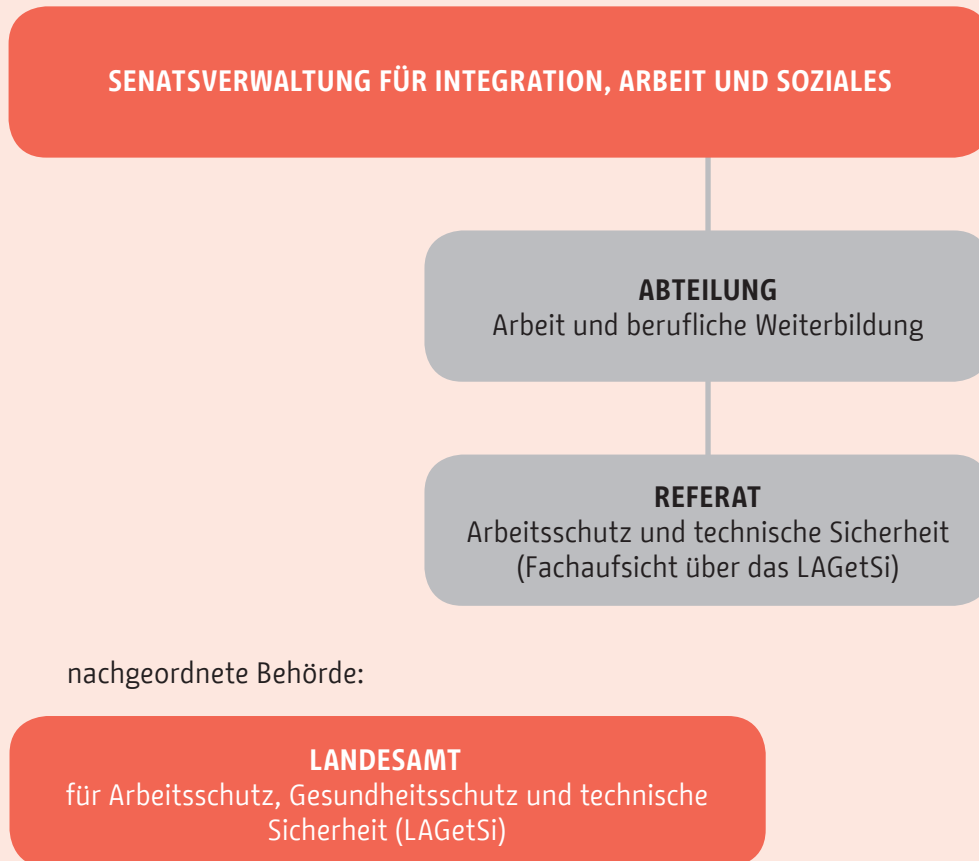 SENATSVERWALTUNG FÜR INTEGRATION, ARBEIT UND SOZIALES
ABTEILUNG
Arbeit und berufliche Weiterbildung
REFERAT
Arbeitsschutz und technische Sicherheit
(Fachaufsicht über das LAGetSi)
nachgeordnete Behörde:
LANDESAMT
für Arbeitsschutz, Gesundheitsschutz und technische
Sicherheit (LAGetSi)